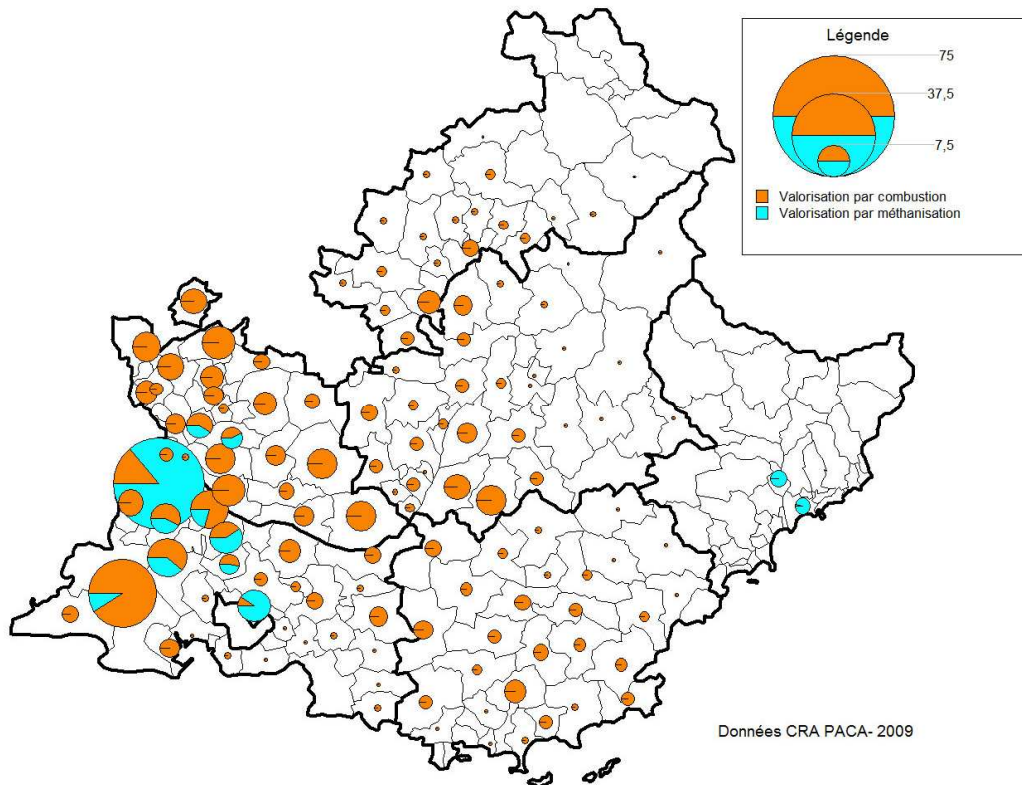 Légende
75
37,5
7,5
Valorisation par combustion
Valorisation par méthanisation
Données CRA PACA- 2009